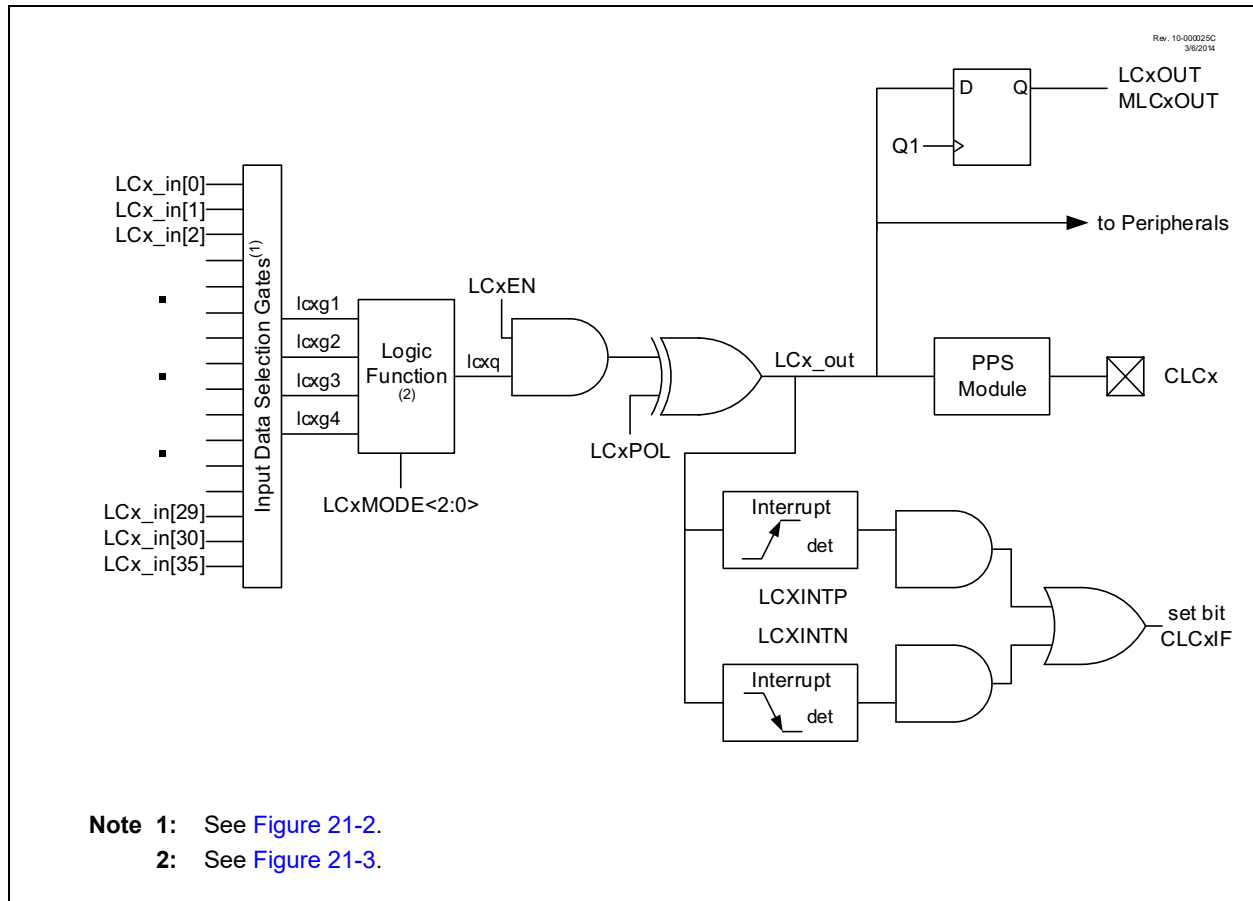 Rev. 10-000025C
3/6/2014
LCxOUT
MLCxOUT
D Q
Q1
to Peripherals
LCx_in[0]
LCx_in[1]
LCx_in[2]
LCx_in[29]
LCx_in[30]
LCx_in[35]
Input Data Selection Gates(1)
lcxg1
lcxg2
lcxg3
lcxg4
Logic
Function
(2)
LCxMODE<2:0>
lcxq
LCxEN
LCxPOL
LCx_out
PPS
Module
CLCx
Interrupt
det
LCXINTP
LCXINTN
Interrupt
det
set bit
CLCxIF
Note 1: See Figure 21-2.
2: See Figure 21-3.